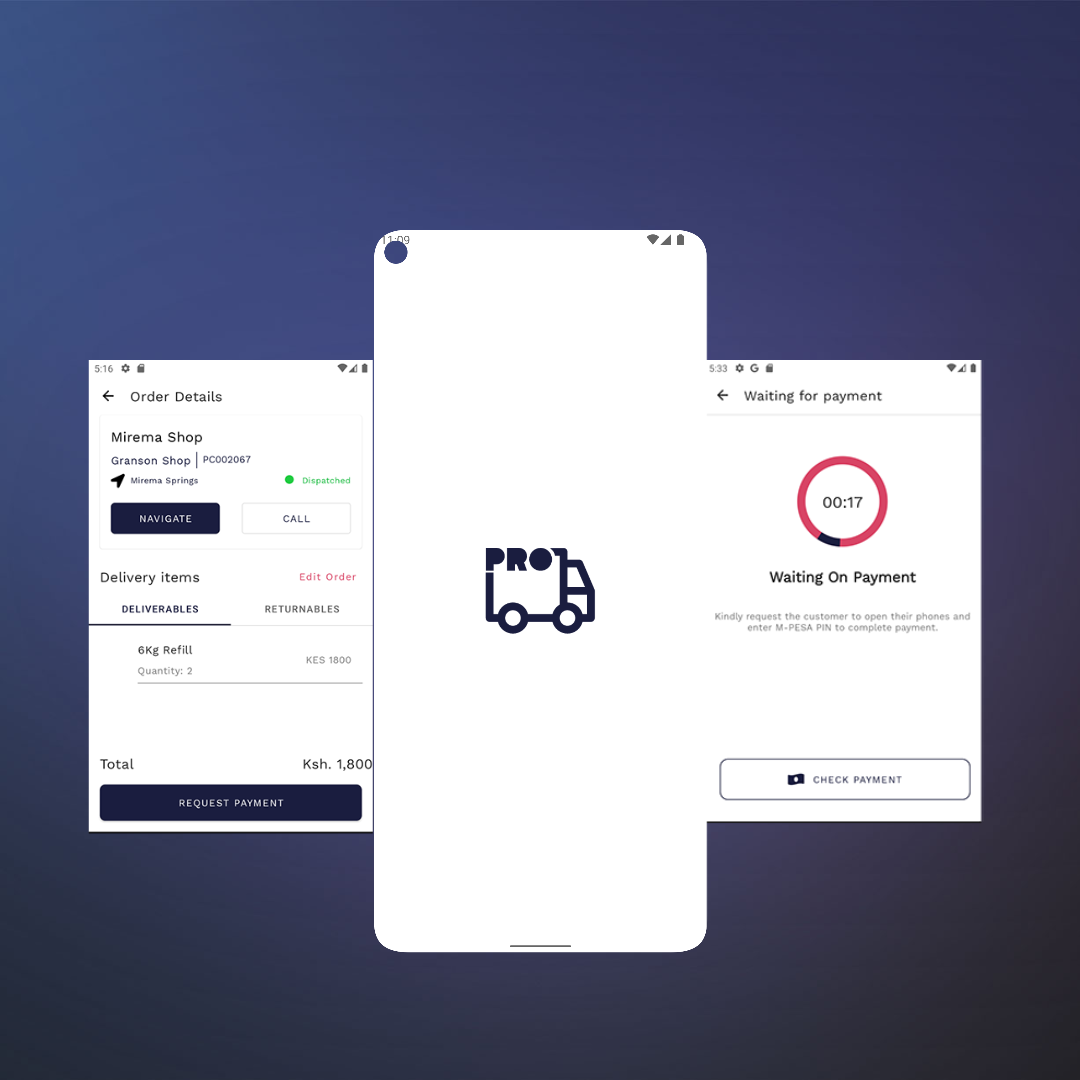 5:16
Order Details
Mirema Shop
Granson Shop | PC002067
Mirema Springs
Dispatched
NAVIGATE
CALL
Delivery items
Edit Order
DELIVERABLES
RETURNABLES
6Kg Refill
KES 1800
Quantity: 2
Total
Ksh. 1,800
REQUEST PAYMENT
11:09
PRO
5:33
G
Waiting for payment
00:17
Waiting On Payment
Kindly request the customer to open their phones and
enter M-PESA PIN to complete payment.
CHECK PAYMENT